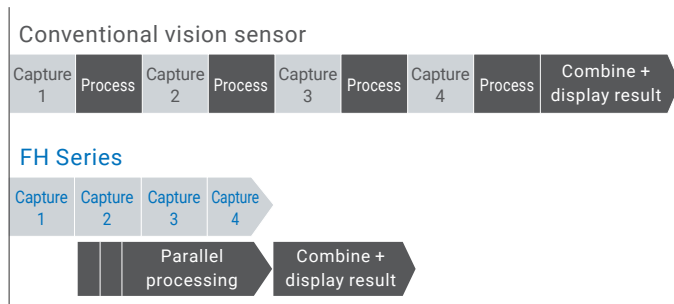 Conventional vision sensor
Capture 1 Process Capture 2 Process Capture 3 Process Capture 4 Process Combine + display result
FH Series
Capture 1 Capture 2 Capture 3 Capture 4
Parallel processing Combine + display result